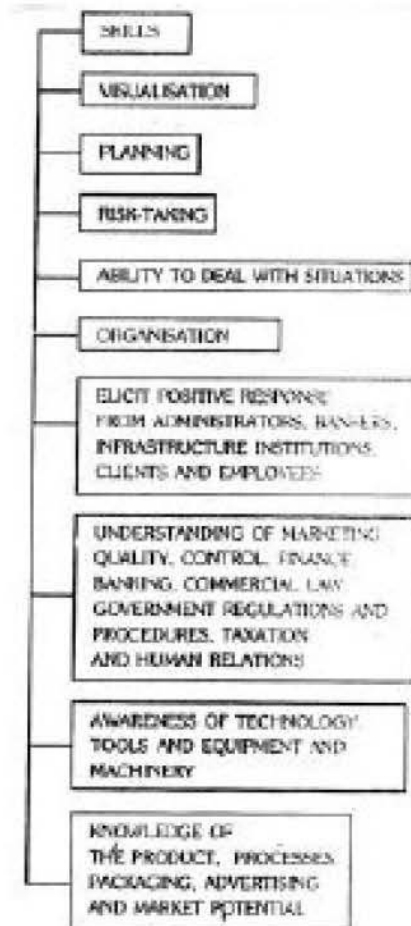 SKILLS
VISUALISATION
PLANNING
RISK-TAKING
ABILITY TO DEAL WITH SITUATIONS
ORGANISATION
ELICIT POSITIVE RESPONSE
FROM ADMINISTRATORS, BANKERS,
INFRASTRUCTURE INSTITUTIONS,
CLIENTS AND EMPLOYEES
UNDERSTANDING OF MARKETING
QUALITY, CONTROL, FINANCE
BANKING, COMMERCIAL LAW
GOVERNMENT REGULATIONS AND
PROCEDURES, TAXATION
AND HUMAN RELATIONS
AWARENESS OF TECHNOLOGY
TOOLS AND EQUIPMENT AND
MACHINERY
KNOWLEDGE OF
THE PRODUCT, PROCESSES
PACKAGING, ADVERTISING
AND MARKET POTENTIAL